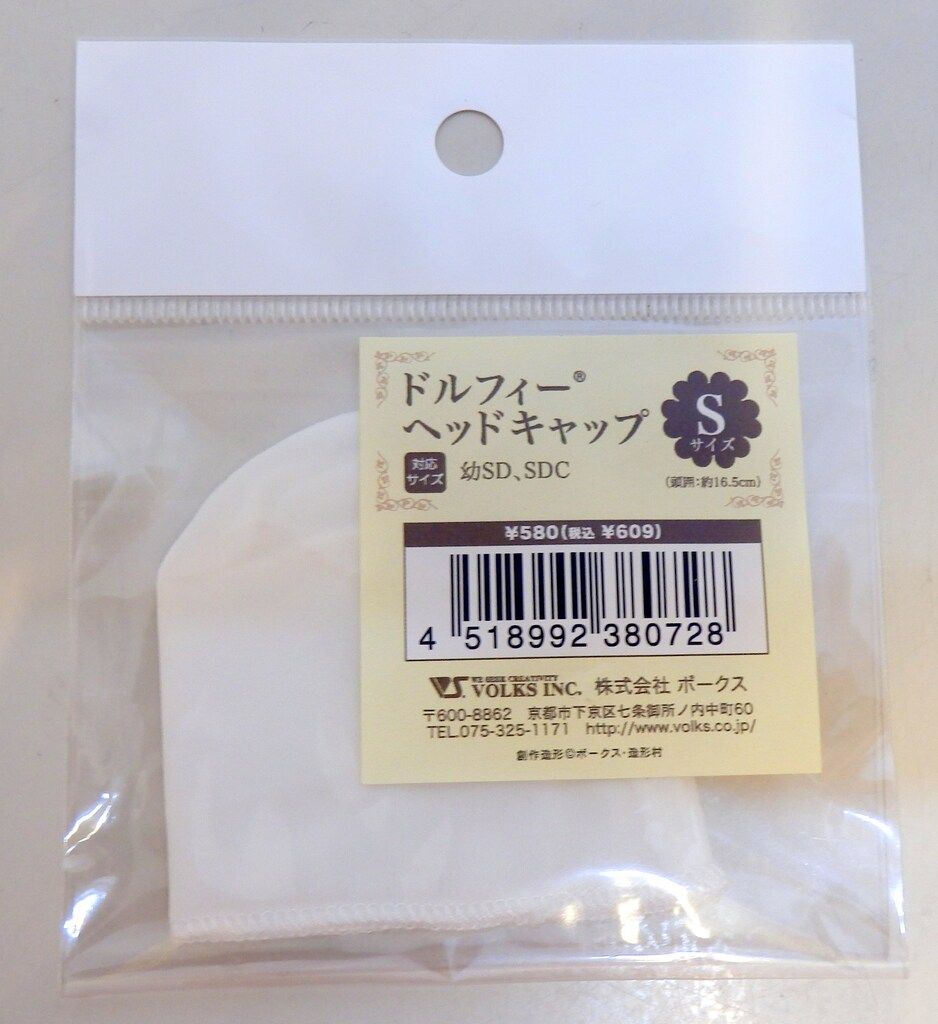 ドルフィー®
ヘッドキャップ
S
サイズ
対応
サイズ
幼SD、SDC
(頭囲:約16.5cm)
¥580(税込 ¥609)
4 518992 380728
VS WE SEEK CREATIVITY
VOLKS INC. 株式会社 ボークス
〒600-8862 京都市下京区七条御所ノ内中町60
TEL.075-325-1171 http://www.volks.co.jp/
創作造形©ボークス・造形村